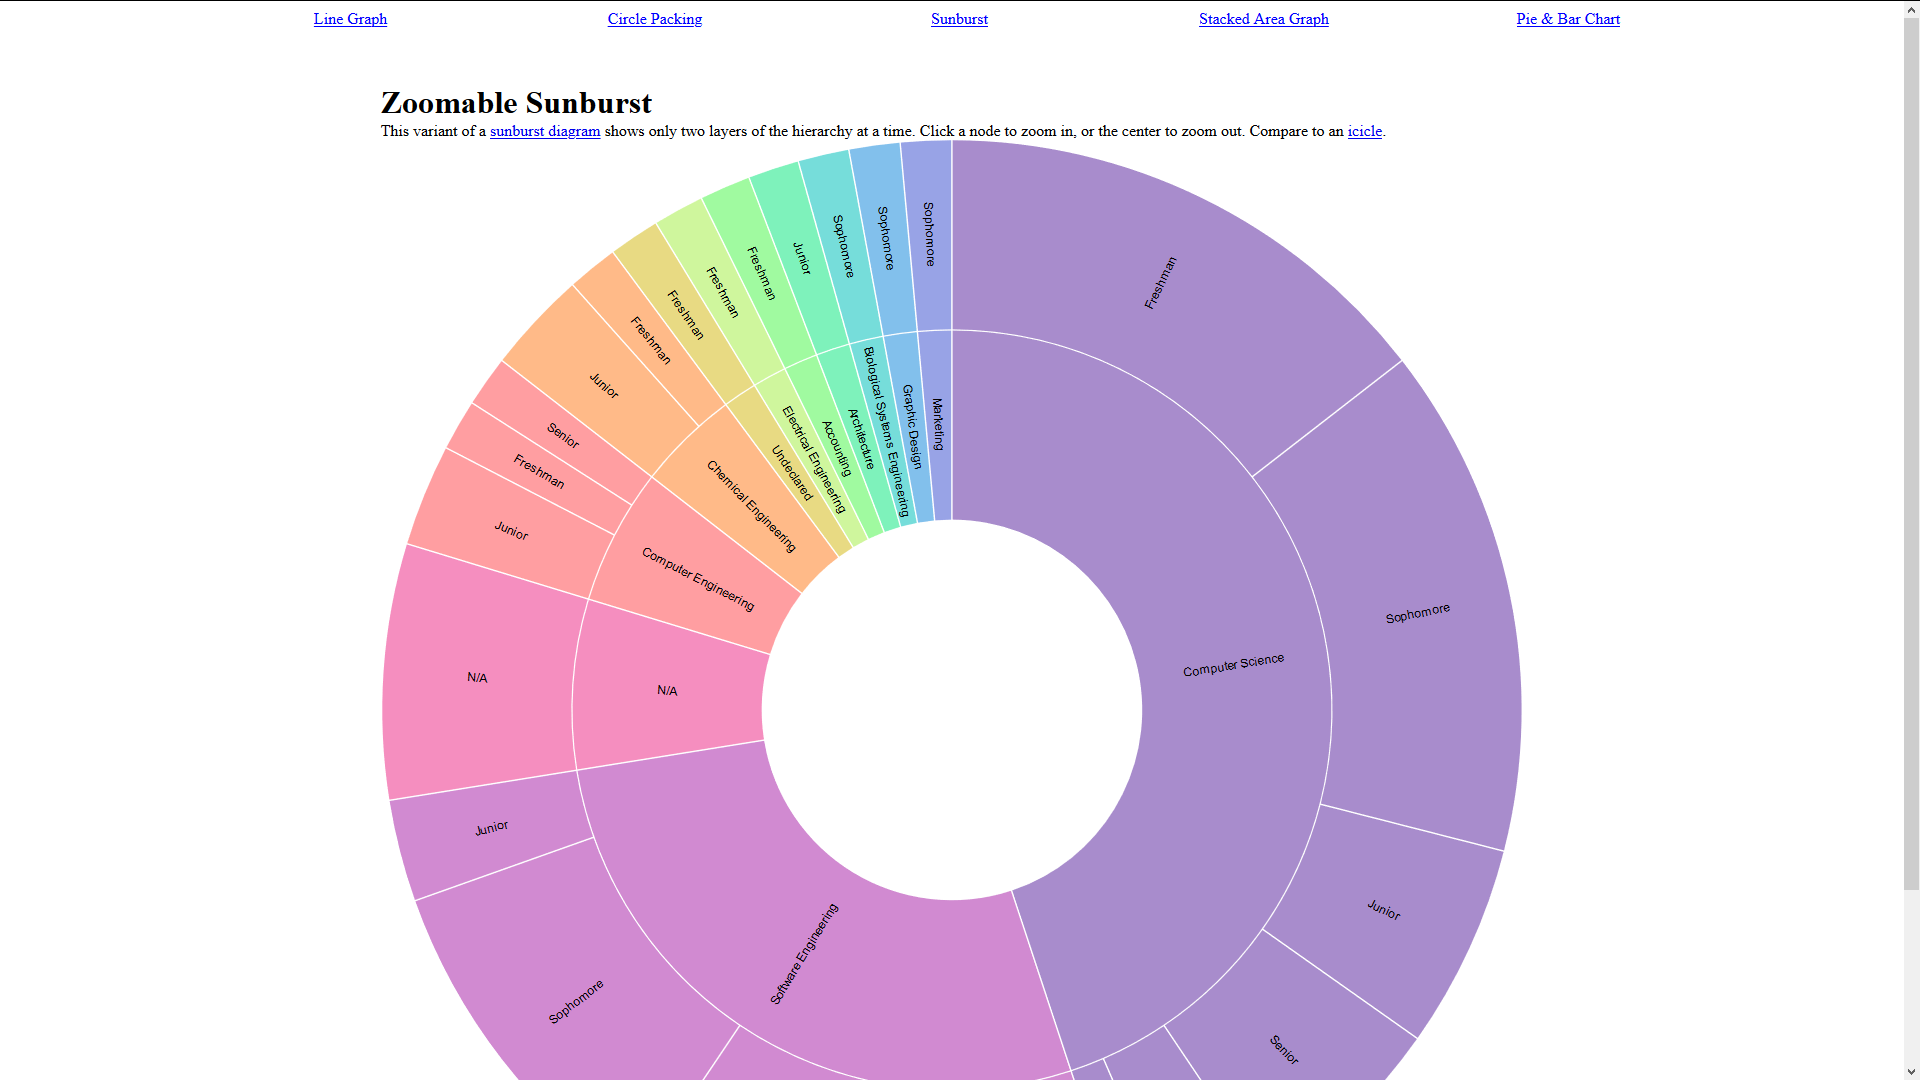 Line Graph
Circle Packing
Sunburst
Stacked Area Graph
Pie & Bar Chart
Zoomable Sunburst
This variant of a sunburst diagram shows only two layers of the hierarchy at a time. Click a node to zoom in, or the center to zoom out. Compare to an icicle.
Freshman
Sophomore
Junior
Senior
Computer Science
Software Engineering
Sophomore
Junior
N/A
N/A
Computer Engineering
Junior
Freshman
Senior
Chemical Engineering
Junior
Freshman
Undeclared
Freshman
Electrical Engineering
Freshman
Accounting
Freshman
Architecture
Junior
Biological Systems Engineering
Sophomore
Graphic Design
Sophomore
Marketing
Sophomore